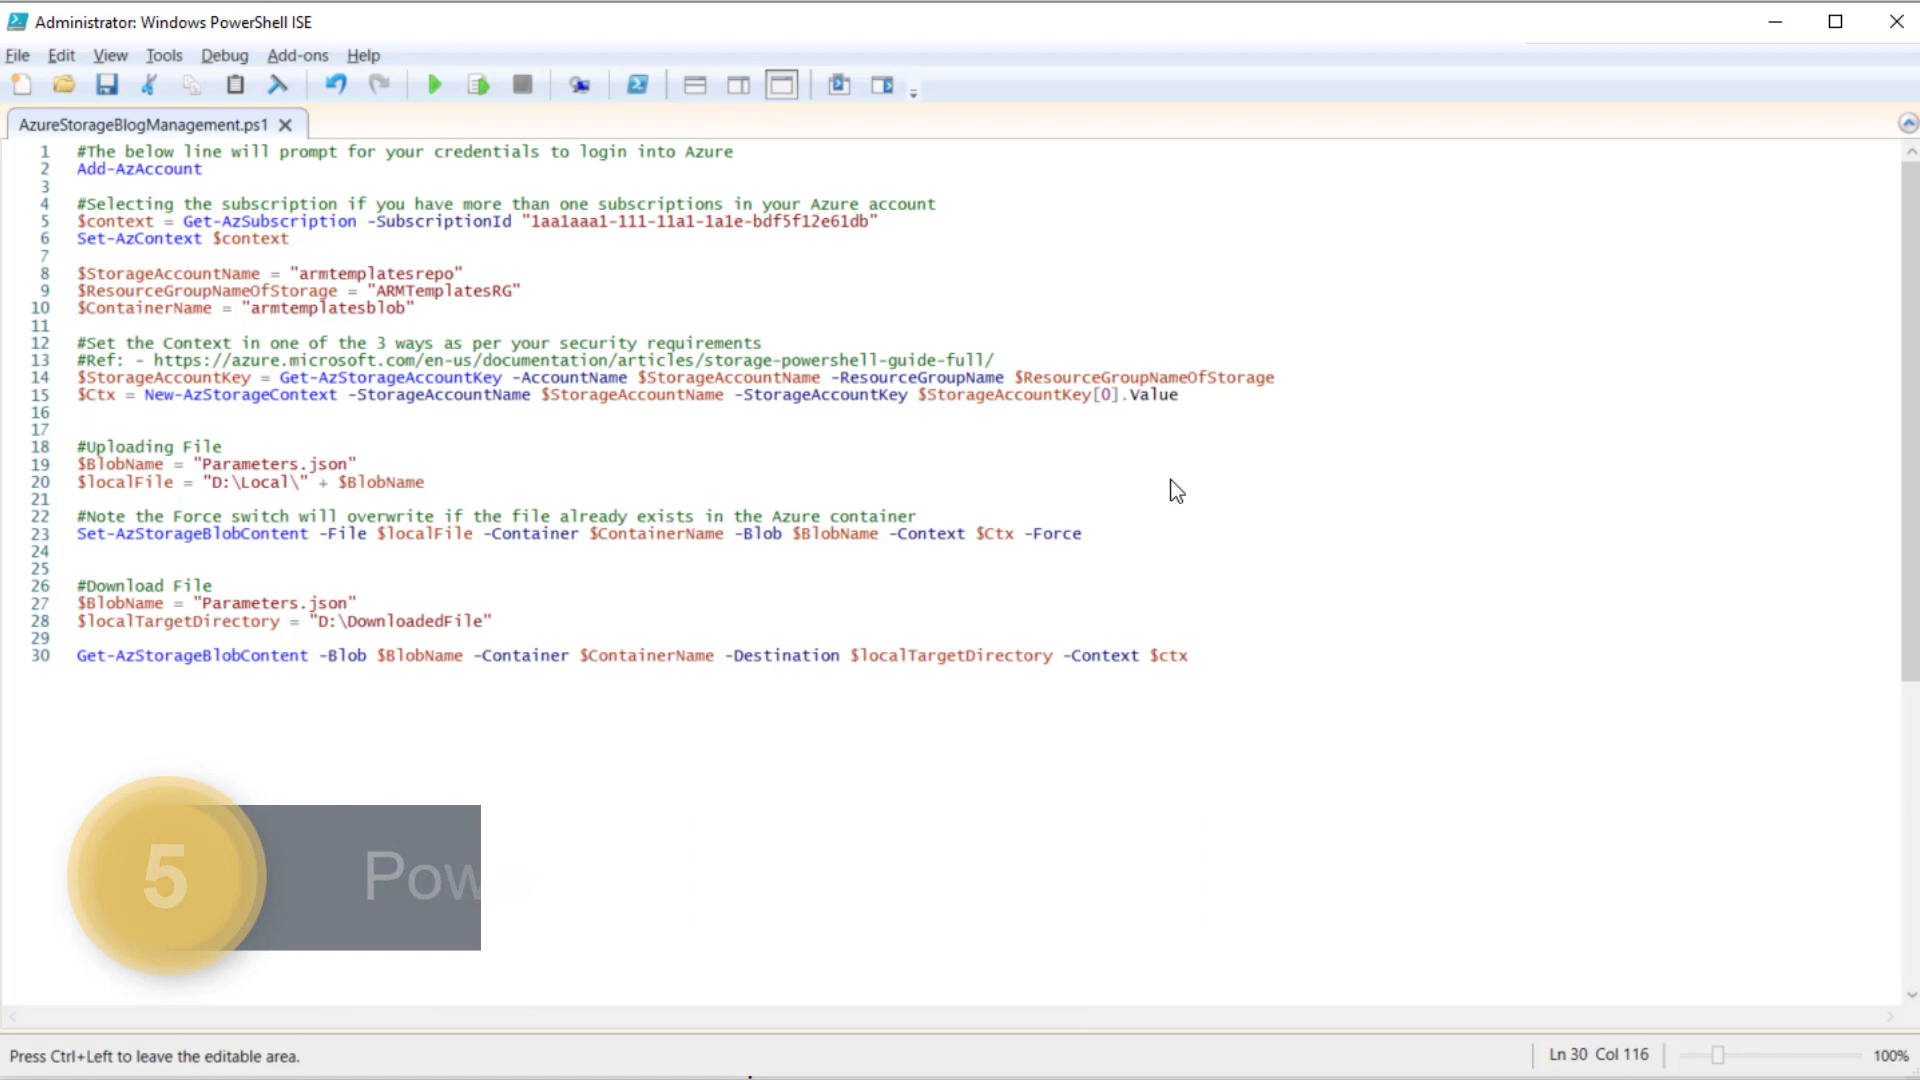 Administrator: Windows PowerShell ISE
File Edit View Tools Debug Add-ons Help
AzureStorageBlogManagement.ps1
1 #The below line will prompt for your credentials to login into Azure
2 Add-AzAccount
3
4 #Selecting the subscription if you have more than one subscriptions in your Azure account
5 $context = Get-AzSubscription -SubscriptionId "1aa1aaa1-111-11a1-1a1e-bdf5f12e61db"
6 Set-AzContext $context
7
8 $StorageAccountName = "armtemplatesrepo"
9 $ResourceGroupNameOfStorage = "ARMTemplatesRG"
10 $ContainerName = "armtemplatesblob"
11
12 #Set the Context in one of the 3 ways as per your security requirements
13 #Ref: - https://azure.microsoft.com/en-us/documentation/articles/storage-powershell-guide-full/
14 $StorageAccountKey = Get-AzStorageAccountKey -AccountName $StorageAccountName -ResourceGroupName $ResourceGroupNameOfStorage
15 $Ctx = New-AzStorageContext -StorageAccountName $StorageAccountName -StorageAccountKey $StorageAccountKey[0].Value
16
17
18 #Uploading File
19 $BlobName = "Parameters.json"
20 $localFile = "D:\Local\" + $BlobName
21
22 #Note the Force switch will overwrite if the file already exists in the Azure container
23 Set-AzStorageBlobContent -File $localFile -Container $ContainerName -Blob $BlobName -Context $Ctx -Force
24
25
26 #Download File
27 $BlobName = "Parameters.json"
28 $localTargetDirectory = "D:\DownloadedFile"
29
30 Get-AzStorageBlobContent -Blob $BlobName -Container $ContainerName -Destination $localTargetDirectory -Context $ctx
5 Pow
Press Ctrl+Left to leave the editable area.
Ln 30 Col 116
100%